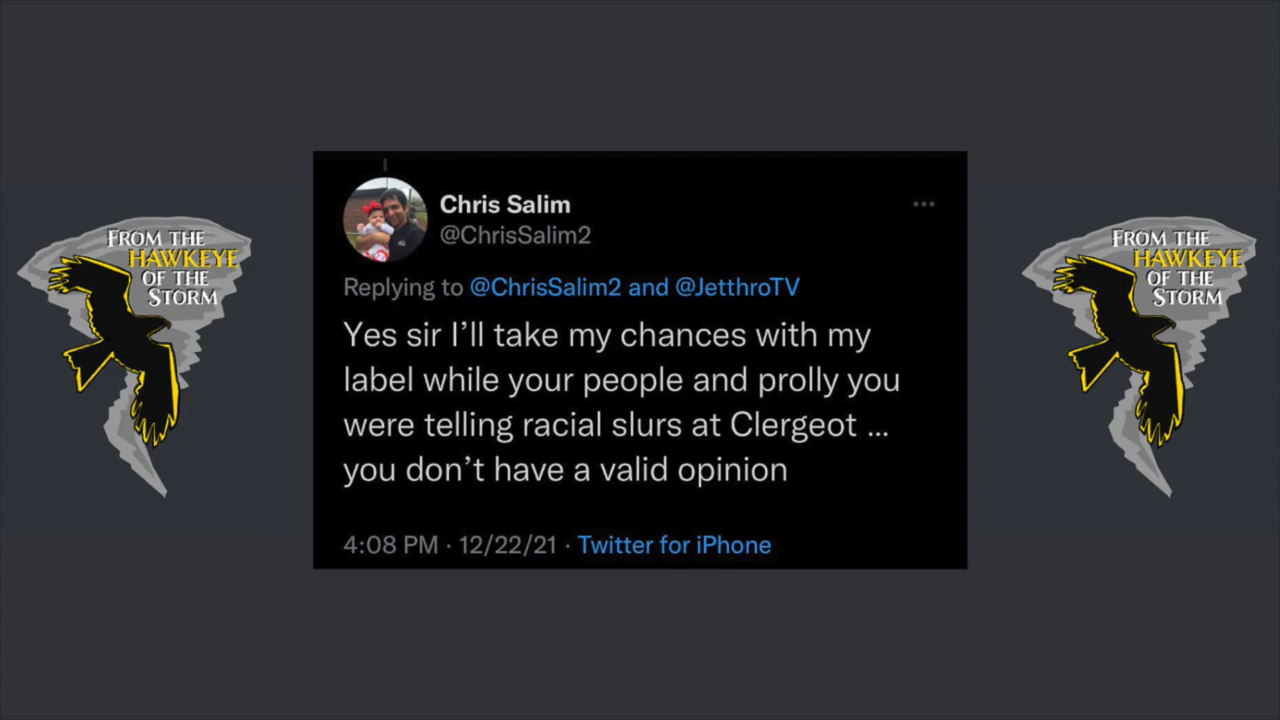 FROM THE
HAWKEYE
OF THE
STORM
Chris Salim
@ChrisSalim2
Replying to @ChrisSalim2 and @JetthroTV
Yes sir I’ll take my chances with my
label while your people and prolly you
were telling racial slurs at Clergeot ...
you don’t have a valid opinion
4:08 PM · 12/22/21 · Twitter for iPhone
FROM THE
HAWKEYE
OF THE
STORM